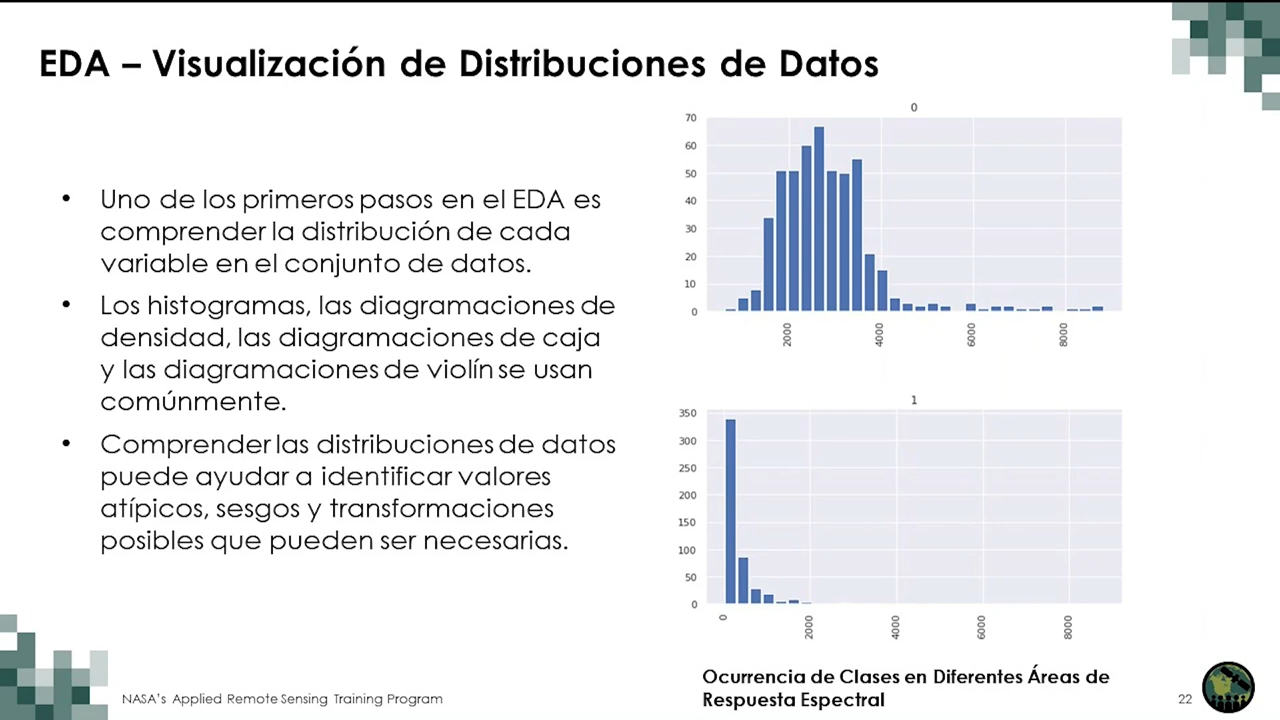 EDA – Visualización de Distribuciones de Datos
• Uno de los primeros pasos en el EDA es
comprender la distribución de cada
variable en el conjunto de datos.
• Los histogramas, las diagramaciones de
densidad, las diagramaciones de caja
y las diagramaciones de violín se usan
comúnmente.
• Comprender las distribuciones de datos
puede ayudar a identificar valores
atípicos, sesgos y transformaciones
posibles que pueden ser necesarias.
0
70
60
50
40
30
20
10
0
2000
4000
6000
8000
1
350
300
250
200
150
100
50
0
0
2000
4000
6000
8000
Ocurrencia de Clases en Diferentes Áreas de
Respuesta Espectral
NASA's Applied Remote Sensing Training Program
22